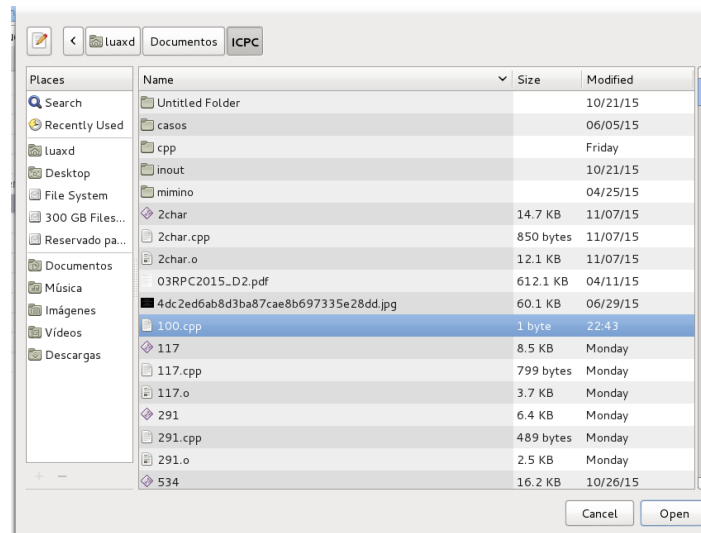 luaxd Documentos ICPC
Places
Search
Recently Used
luaxd
Desktop
File System
300 GB Files...
Reservado pa...
Documentos
Música
Imágenes
Vídeos
Descargas
Name Size Modified
Untitled Folder 10/21/15
casos 06/05/15
cpp Friday
inout 10/21/15
mimino 04/25/15
2char 14.7 KB 11/07/15
2char.cpp 850 bytes 11/07/15
2char.o 12.1 KB 11/07/15
03RPC2015_D2.pdf 612.1 KB 04/11/15
4dc2ed6ab8d3ba87cae8b697335e28dd.jpg 60.1 KB 06/29/15
100.cpp 1 byte 22:43
117 8.5 KB Monday
117.cpp 799 bytes Monday
117.o 3.7 KB Monday
291 6.4 KB Monday
291.cpp 489 bytes Monday
291.o 2.5 KB Monday
534 16.2 KB 10/26/15
Cancel Open